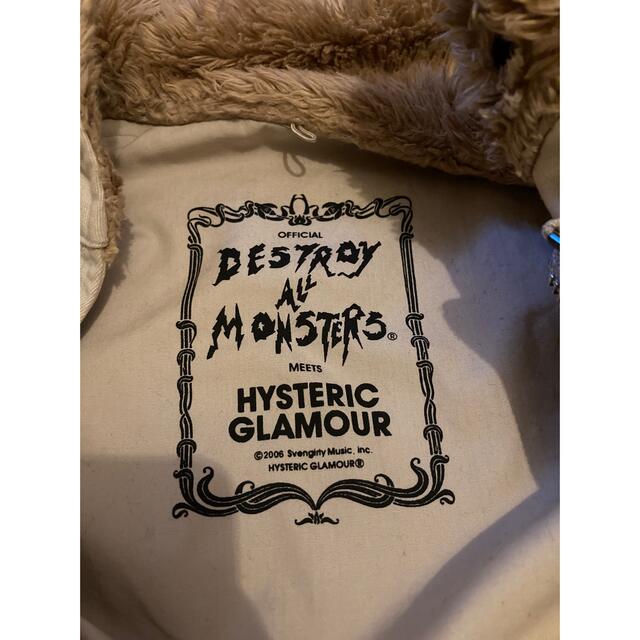 OFFICIAL
DESTROY
ALL
MONSTERS®
MEETS
HYSTERIC
GLAMOUR
©2006 Svengirly Music, Inc.
HYSTERIC GLAMOUR®